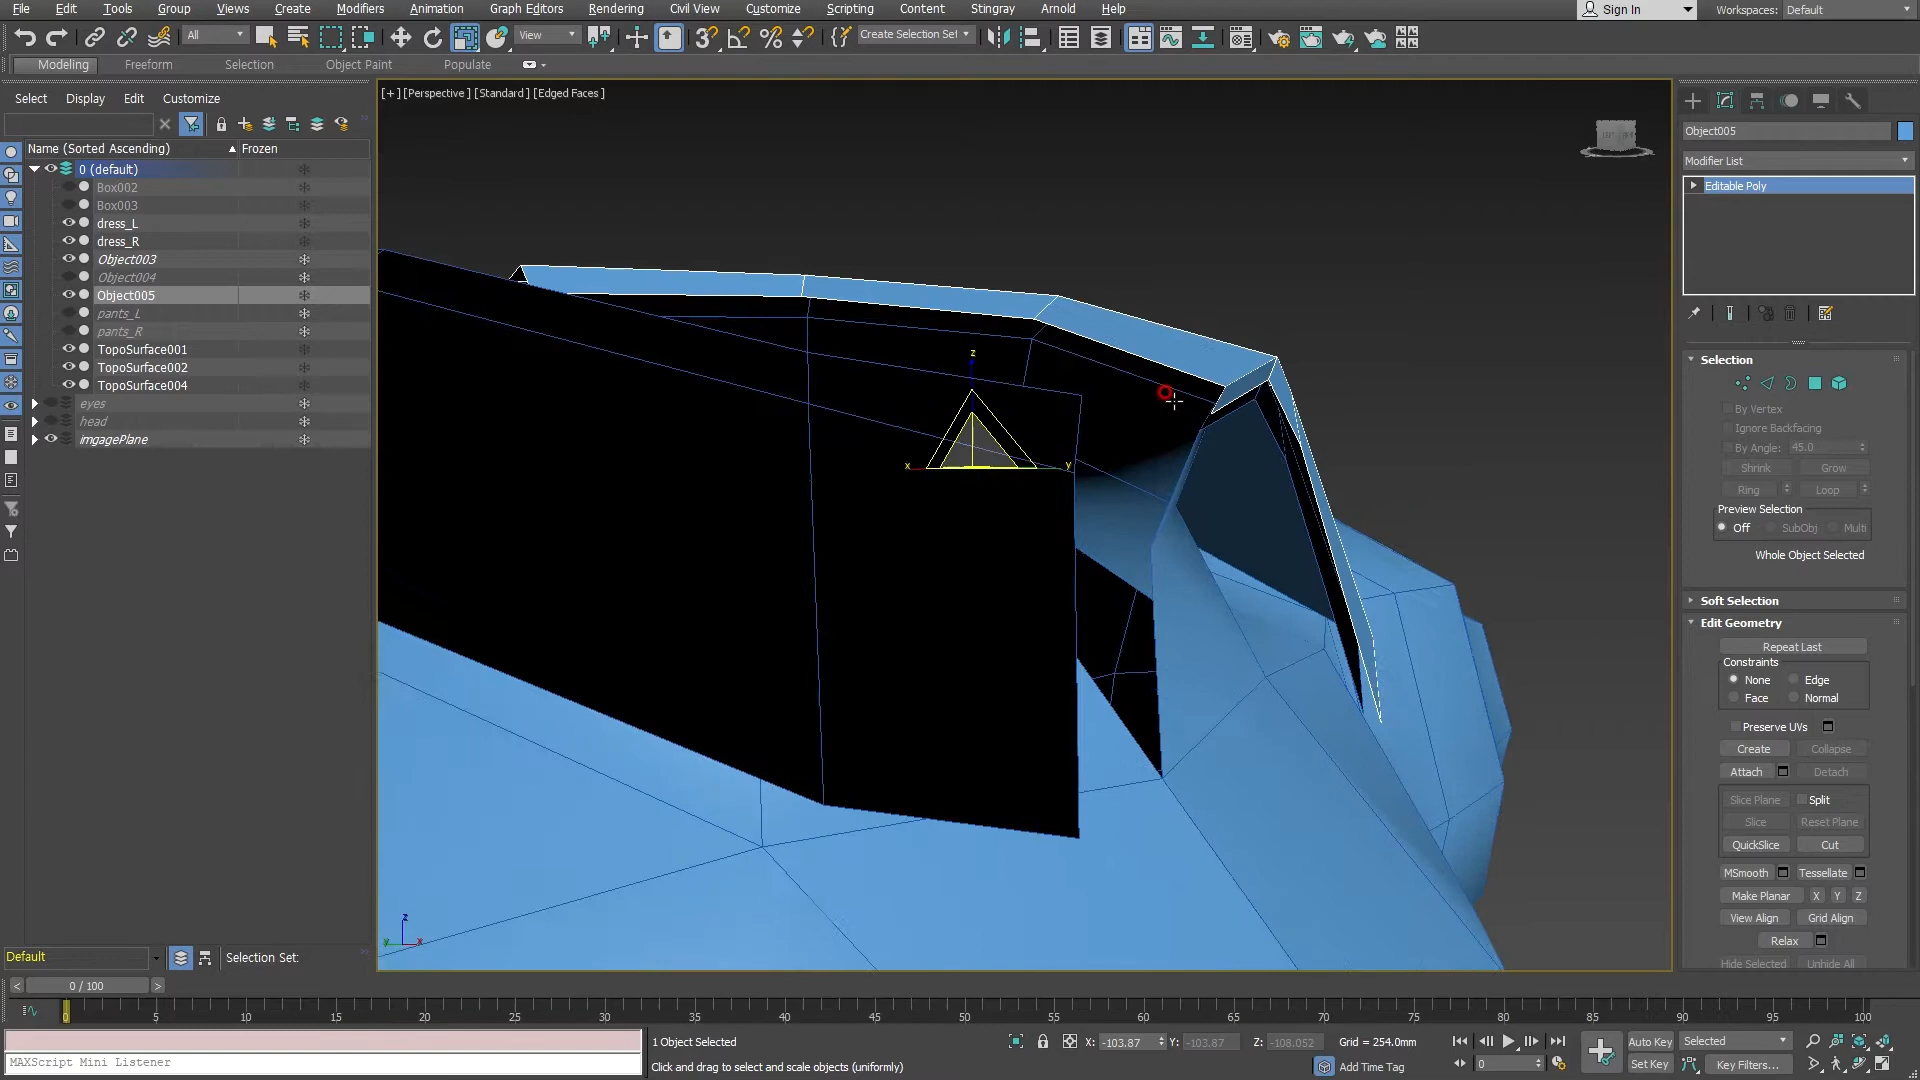 File Edit Tools Group Views Create Modifiers Animation Graph Editors Rendering Civil View Customize Scripting Content Stingray Arnold Help Sign In Workspaces: Default
All View Create Selection Set
Modeling Freeform Selection Object Paint Populate
Select Display Edit Customize
[+] [Perspective ] [Standard ] [Edged Faces ]
Name (Sorted Ascending) Frozen
0 (default)
Box002
Box003
dress_L
dress_R
Object003
Object004
Object005
pants_L
pants_R
TopoSurface001
TopoSurface002
TopoSurface004
eyes
head
imgagePlane
z
x
y
z
y
x
Object005
Modifier List
Editable Poly
Selection
By Vertex
Ignore Backfacing
By Angle: 45.0
Shrink Grow
Ring Loop
Preview Selection
Off SubObj Multi
Whole Object Selected
Soft Selection
Edit Geometry
Repeat Last
Constraints
None Edge
Face Normal
Preserve UVs
Create Collapse
Attach Detach
Slice Plane Split
Slice Reset Plane
QuickSlice Cut
MSmooth Tessellate
Make Planar X Y Z
View Align Grid Align
Relax
Hide Selected Unhide All
Default Selection Set:
< 0 / 100 >
0 5 10 15 20 25 30 35 40 45 50 55 60 65 70 75 80 85 90 95 100
1 Object Selected X: -103.87 Y: -103.87 Z: -108.052 Grid = 254.0mm Auto Key Selected
MAXScript Mini Listener Click and drag to select and scale objects (uniformly) Add Time Tag 0 Set Key Key Filters...